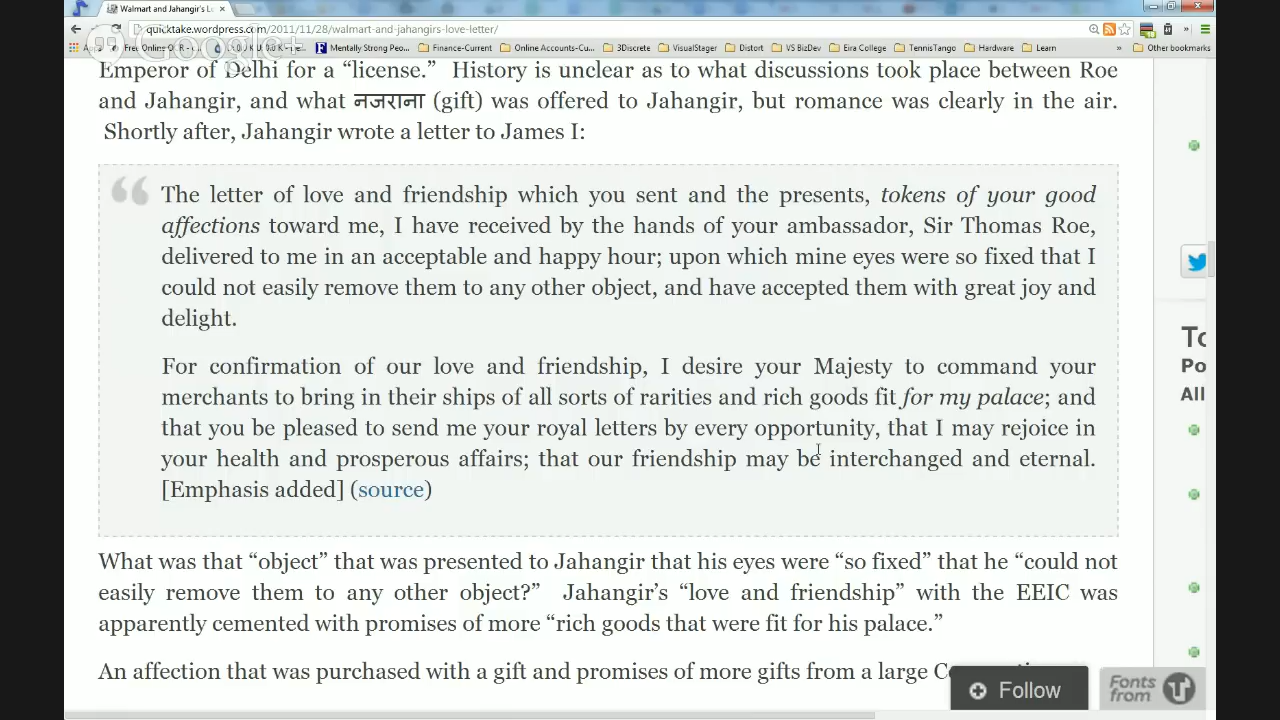 Walmart and Jahangir's L
quicktake.wordpress.com/2011/11/28/walmart-and-jahangirs-love-letter/
Google+
Free Online OCR - c
Mentally Strong Peo...
Finance-Current
Online Accounts-Cu...
3Discrete
VisualStager
Distort
VS BizDev
Eira College
TennisTango
Hardware
Learn
»
Other bookmarks
Emperor of Delhi for a “license.” History is unclear as to what discussions took place between Roe
and Jahangir, and what नजराना (gift) was offered to Jahangir, but romance was clearly in the air.
Shortly after, Jahangir wrote a letter to James I:
The letter of love and friendship which you sent and the presents, tokens of your good
affections toward me, I have received by the hands of your ambassador, Sir Thomas Roe,
delivered to me in an acceptable and happy hour; upon which mine eyes were so fixed that I
could not easily remove them to any other object, and have accepted them with great joy and
delight.
For confirmation of our love and friendship, I desire your Majesty to command your
merchants to bring in their ships of all sorts of rarities and rich goods fit for my palace; and
that you be pleased to send me your royal letters by every opportunity, that I may rejoice in
your health and prosperous affairs; that our friendship may be interchanged and eternal.
[Emphasis added] (source)
What was that “object” that was presented to Jahangir that his eyes were “so fixed” that he “could not
easily remove them to any other object?” Jahangir’s “love and friendship” with the EEIC was
apparently cemented with promises of more “rich goods that were fit for his palace.”
An affection that was purchased with a gift and promises of more gifts from a large
To
Po
All
Follow
Fonts
from